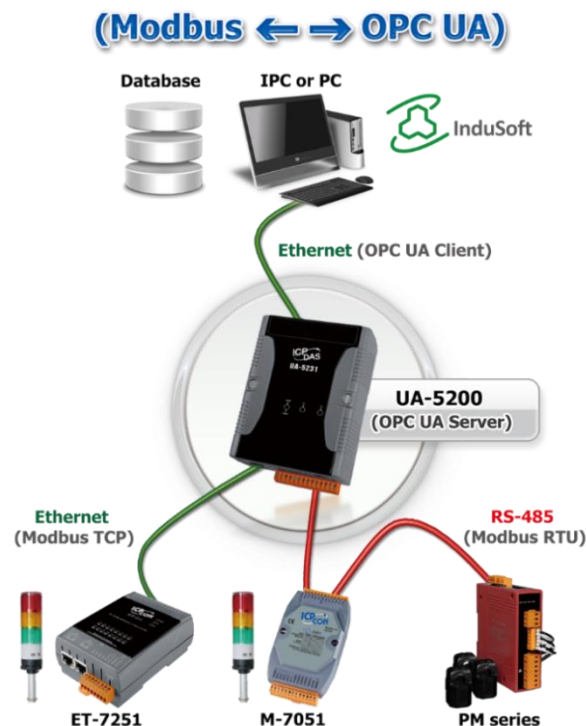 (Modbus ← → OPC UA)
Database
IPC or PC
InduSoft
Ethernet (OPC UA Client)
ICP
DAS
UA-5231
UA-5200
(OPC UA Server)
Ethernet
(Modbus TCP)
RS-485
(Modbus RTU)
ICP
CON
ET-7251
M-7051
PM series